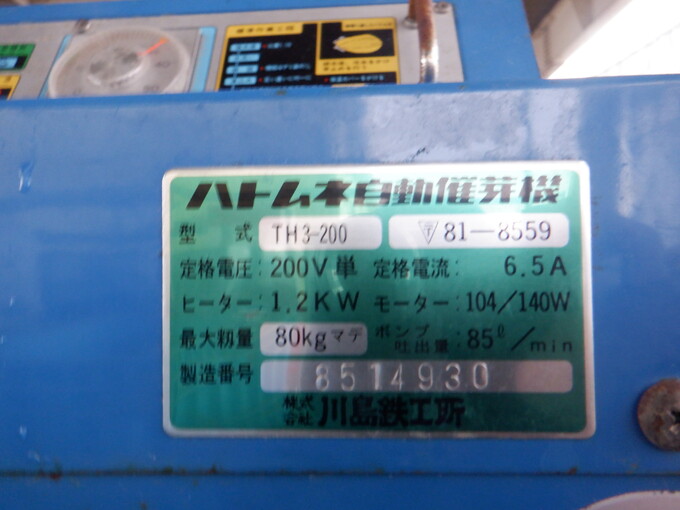 ハトムネ自動催芽機
型式 TH3-200 〒81-8559
定格電圧:200V単 定格電流: 6.5A
ヒーター:1.2KW モーター:104/140W
最大籾量 80kgマデ ポンプ吐出量:85ℓ/min
製造番号 8514930
株式会社 川島鉄工所